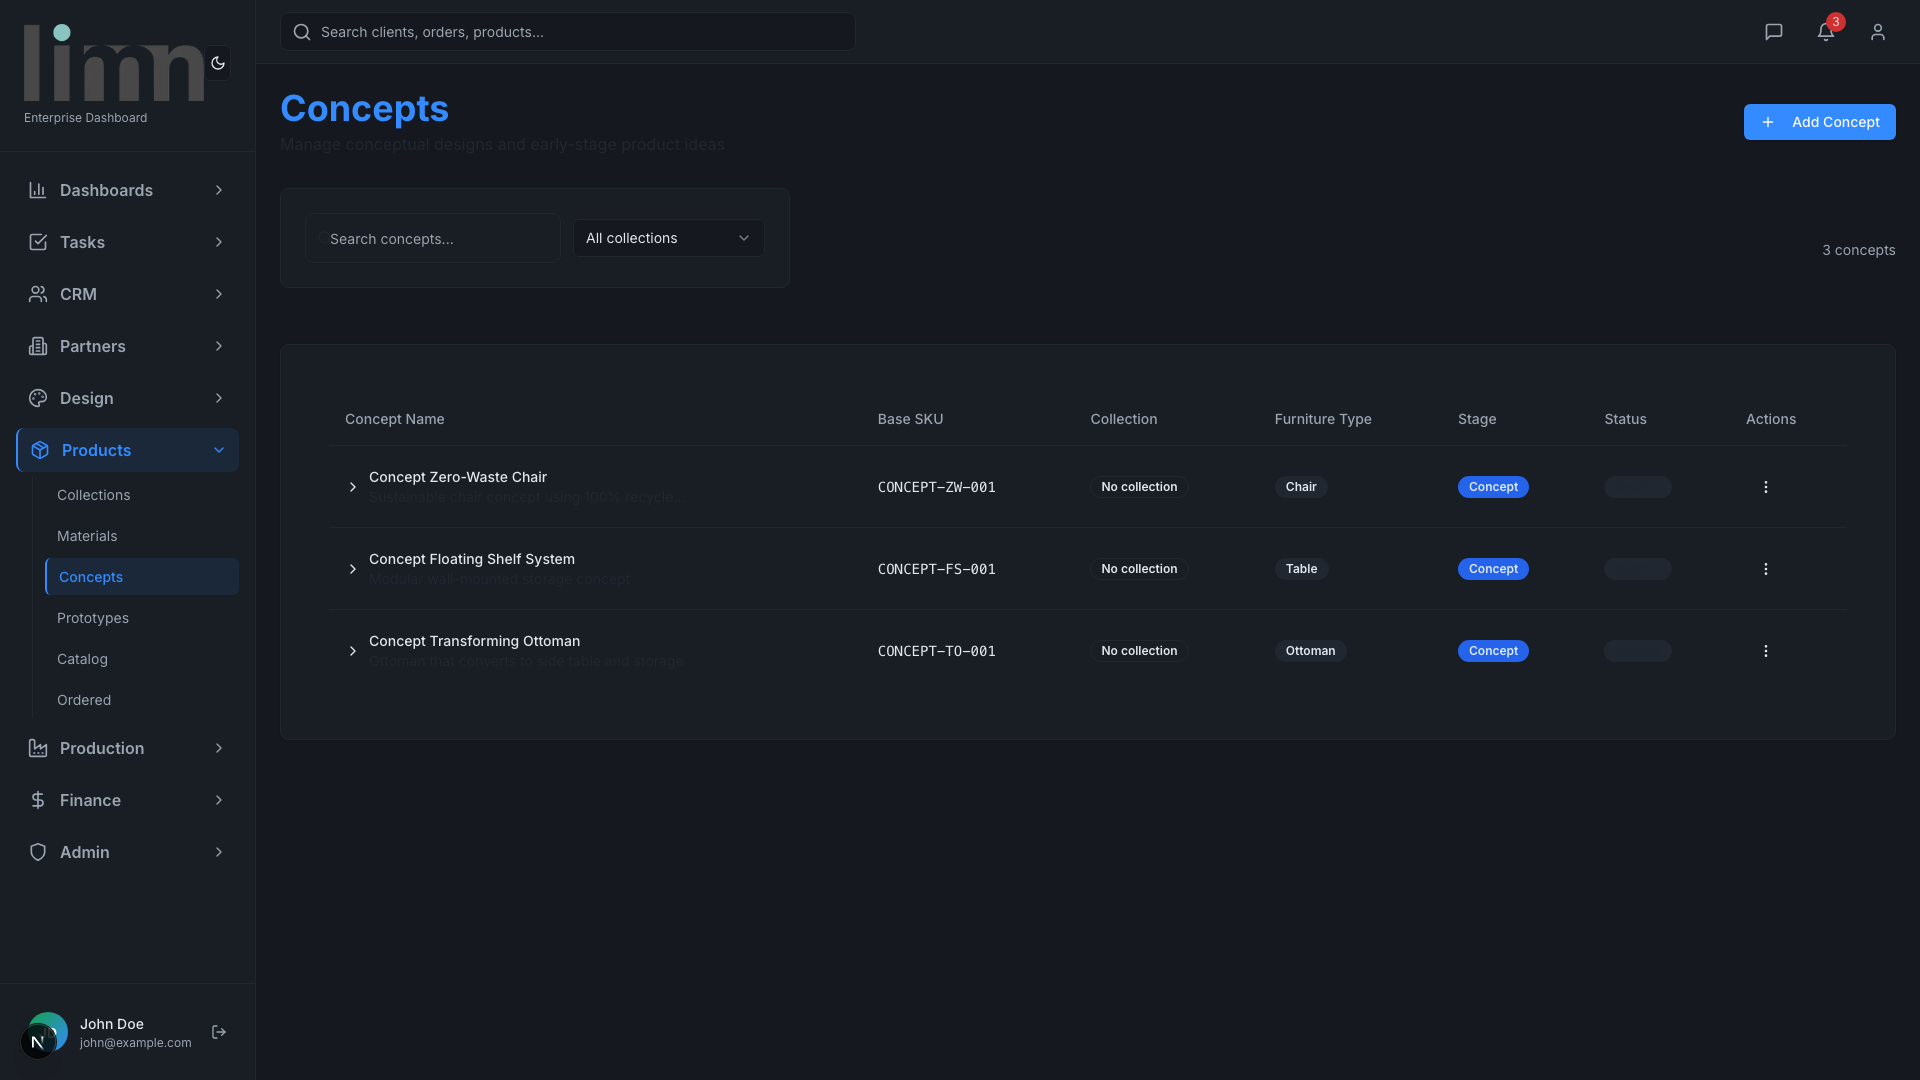 limn
Enterprise Dashboard
Search clients, orders, products...
3
Dashboards
Tasks
CRM
Partners
Design
Products
Collections
Materials
Concepts
Prototypes
Catalog
Ordered
Production
Finance
Admin
John Doe
john@example.com
N
Concepts
Manage conceptual designs and early-stage product ideas
Add Concept
Search concepts...
All collections
3 concepts
Concept Name Base SKU Collection Furniture Type Stage Status Actions
Concept Zero-Waste Chair
Sustainable chair concept using 100% recycle...
CONCEPT-ZW-001 No collection Chair Concept
Concept Floating Shelf System
Modular wall-mounted storage concept
CONCEPT-FS-001 No collection Table Concept
Concept Transforming Ottoman
Ottoman that converts to side table and storage
CONCEPT-TO-001 No collection Ottoman Concept